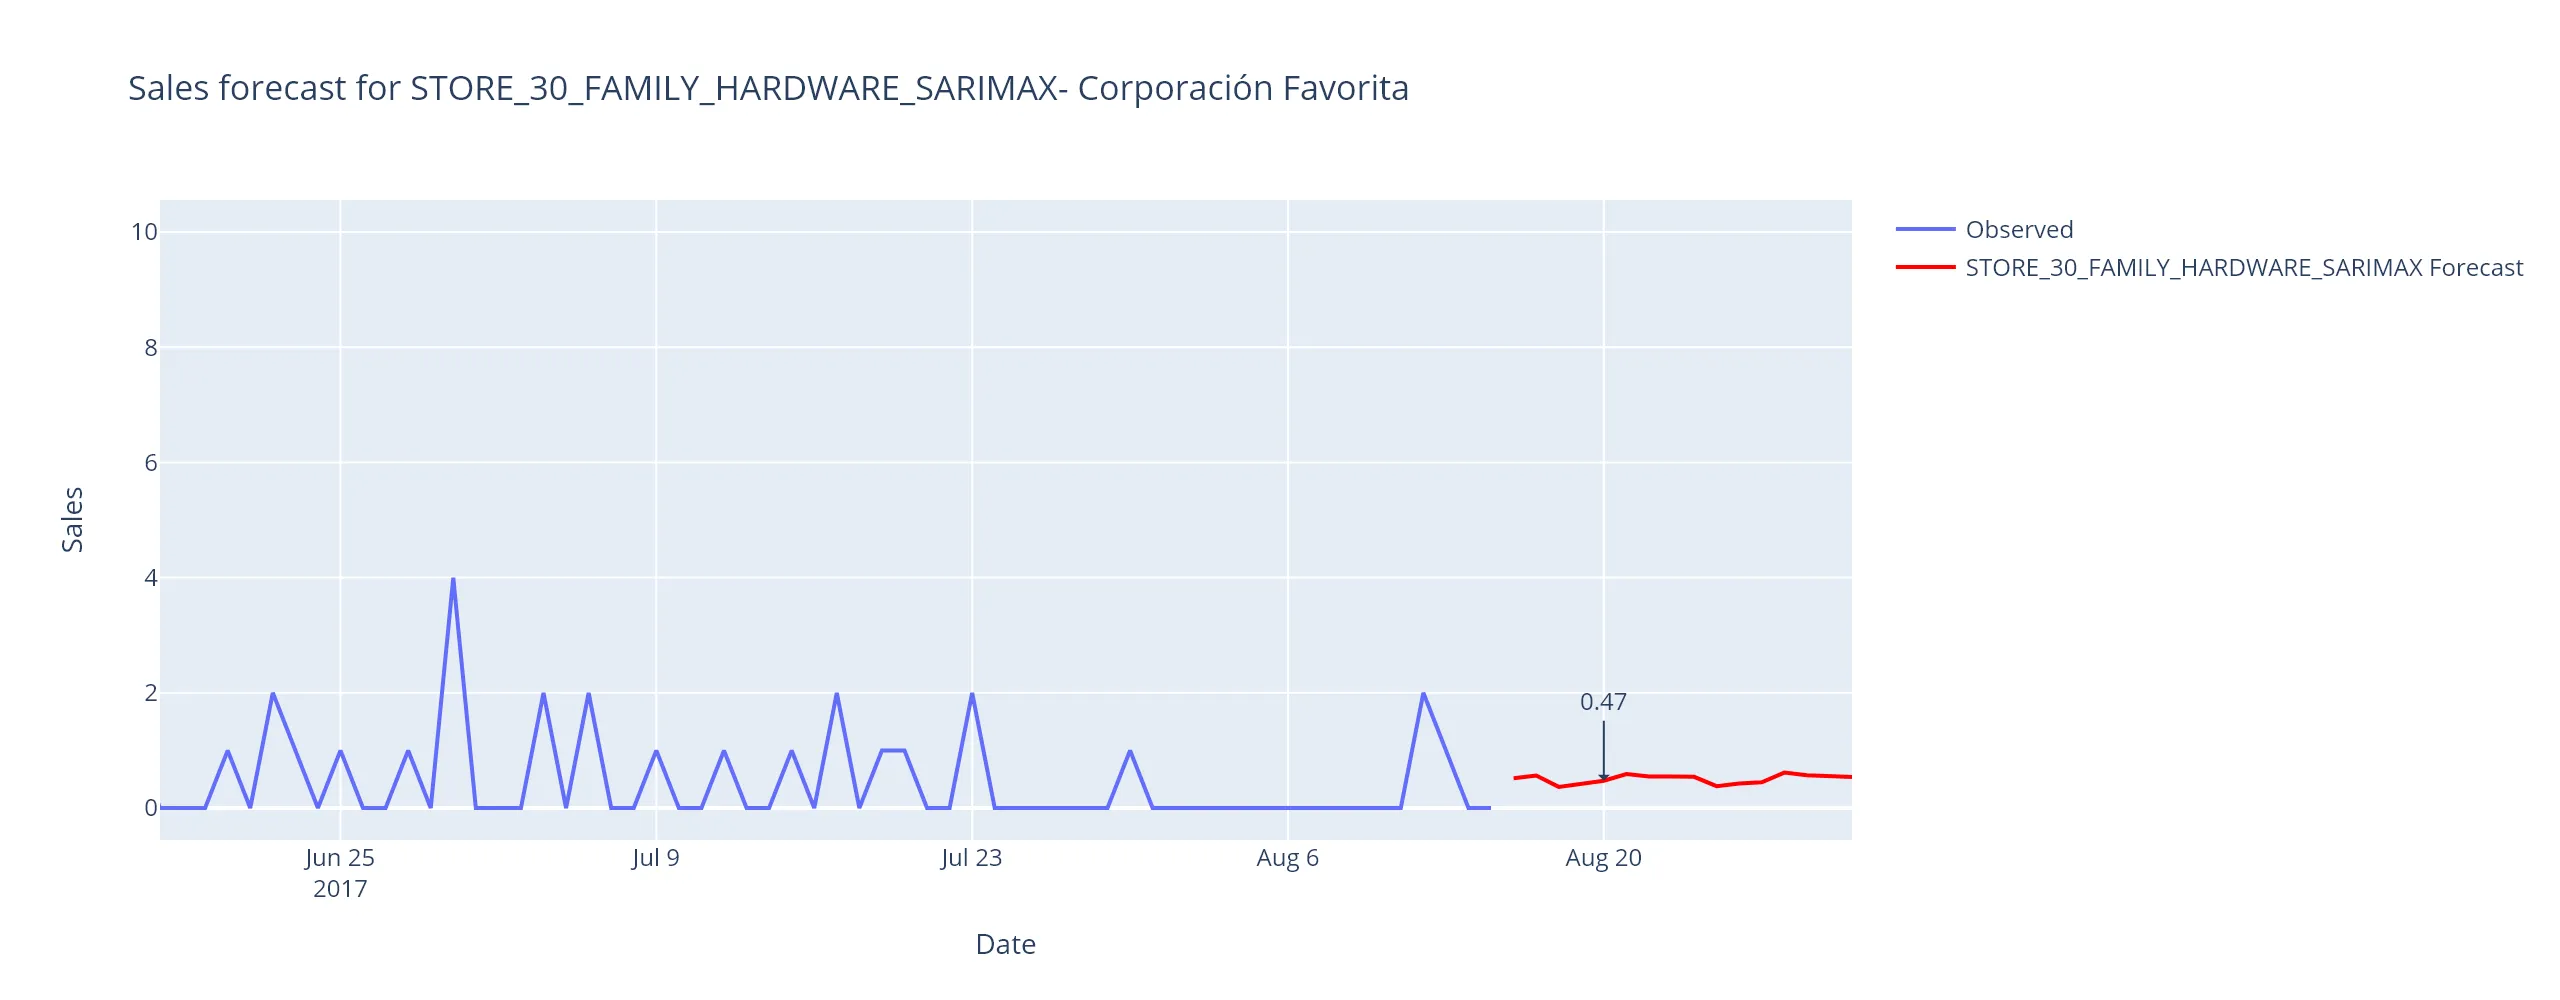 Sales forecast for STORE_30_FAMILY_HARDWARE_SARIMAX- Corporación Favorita
Observed
STORE_30_FAMILY_HARDWARE_SARIMAX Forecast
10
8
6
4
2
0
Sales
0.47
Jun 25
2017
Jul 9
Jul 23
Aug 6
Aug 20
Date